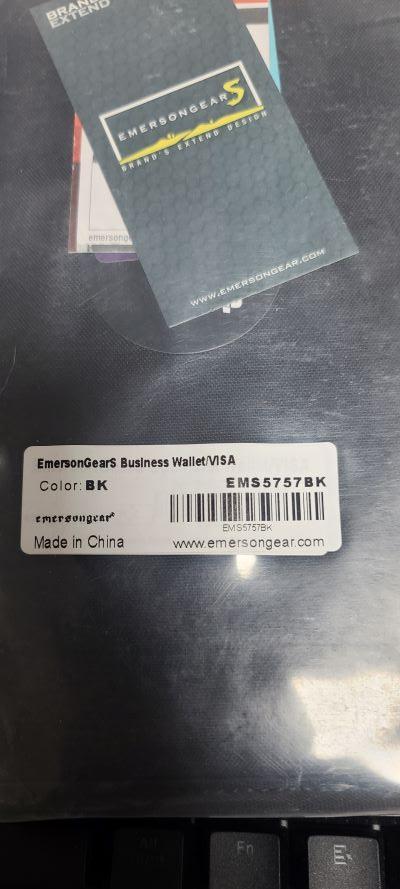 BRAND'S
EXTEND
EMERSONGEARS
BRAND'S EXTEND DESIGN
WWW.EMERSONGEAR.COM
EmersonGearS Business Wallet/VISA
Color: BK
EMS5757BK
emersongear®
EMS5757BK
Made in China
www.emersongear.com
Fn